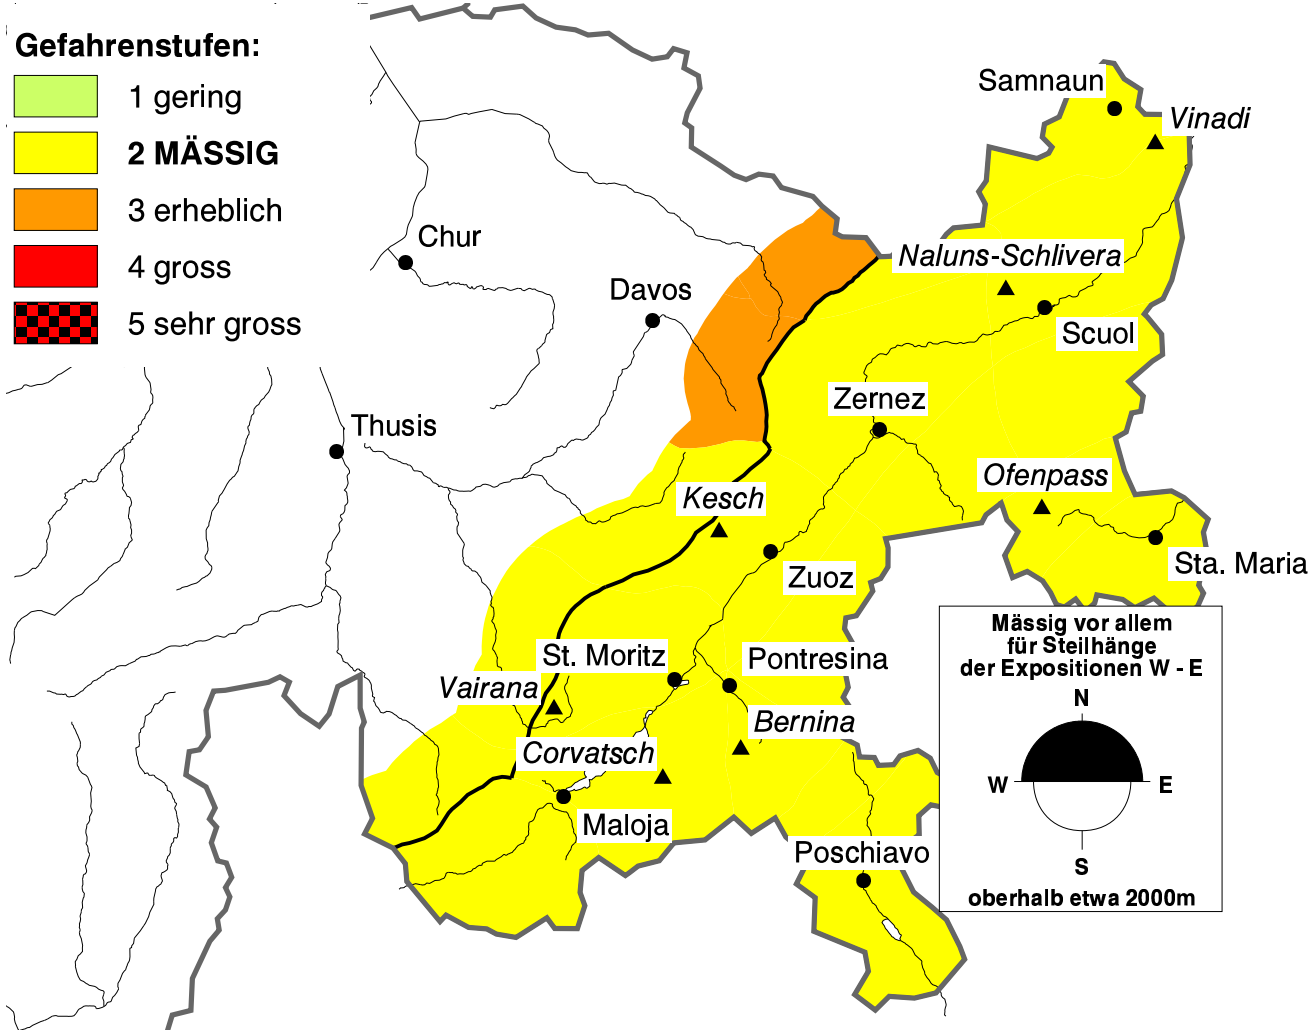 Gefahrenstufen:
1 gering
2 MÄSSIG
3 erheblich
4 gross
5 sehr gross
Samnaun
Vinadi
Chur
Naluns-Schlivera
Davos
Scuol
Zernez
Thusis
Ofenpass
Kesch
Sta. Maria
Zuoz
St. Moritz
Pontresina
Vairana
Bernina
Corvatsch
Maloja
Poschiavo
Mässig vor allem
für Steilhänge
der Expositionen W - E
N
W
E
S
oberhalb etwa 2000m